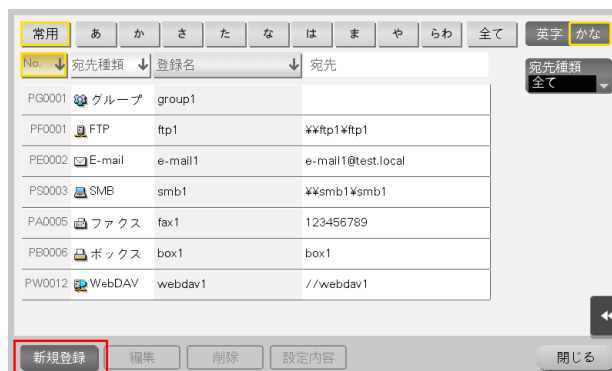 常用 あ か さ た な は ま や らわ 全て 英字 かな
No. 宛先種類 登録名 宛先
宛先種類
全て
PG0001 グループ group1
PF0001 FTP ftp1 ¥¥ftp1¥ftp1
PE0002 E-mail e-mail1 e-mail1@test.local
PS0003 SMB smb1 ¥¥smb1¥smb1
PA0005 ファクス fax1 123456789
PB0006 ボックス box1 box1
PW0012 WebDAV webdav1 //webdav1
新規登録 編集 削除 設定内容 閉じる